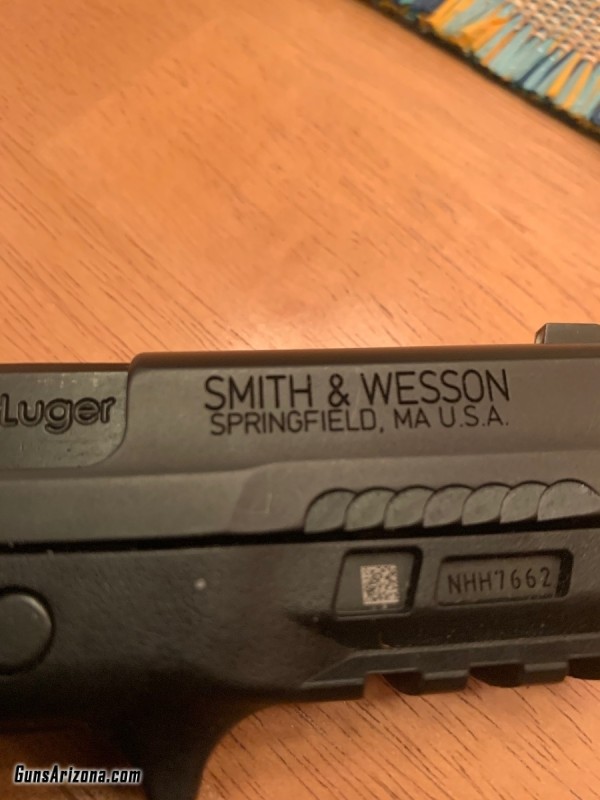 Luger
SMITH & WESSON
SPRINGFIELD, MA U.S.A.
NHH7662
GunsArizona.com